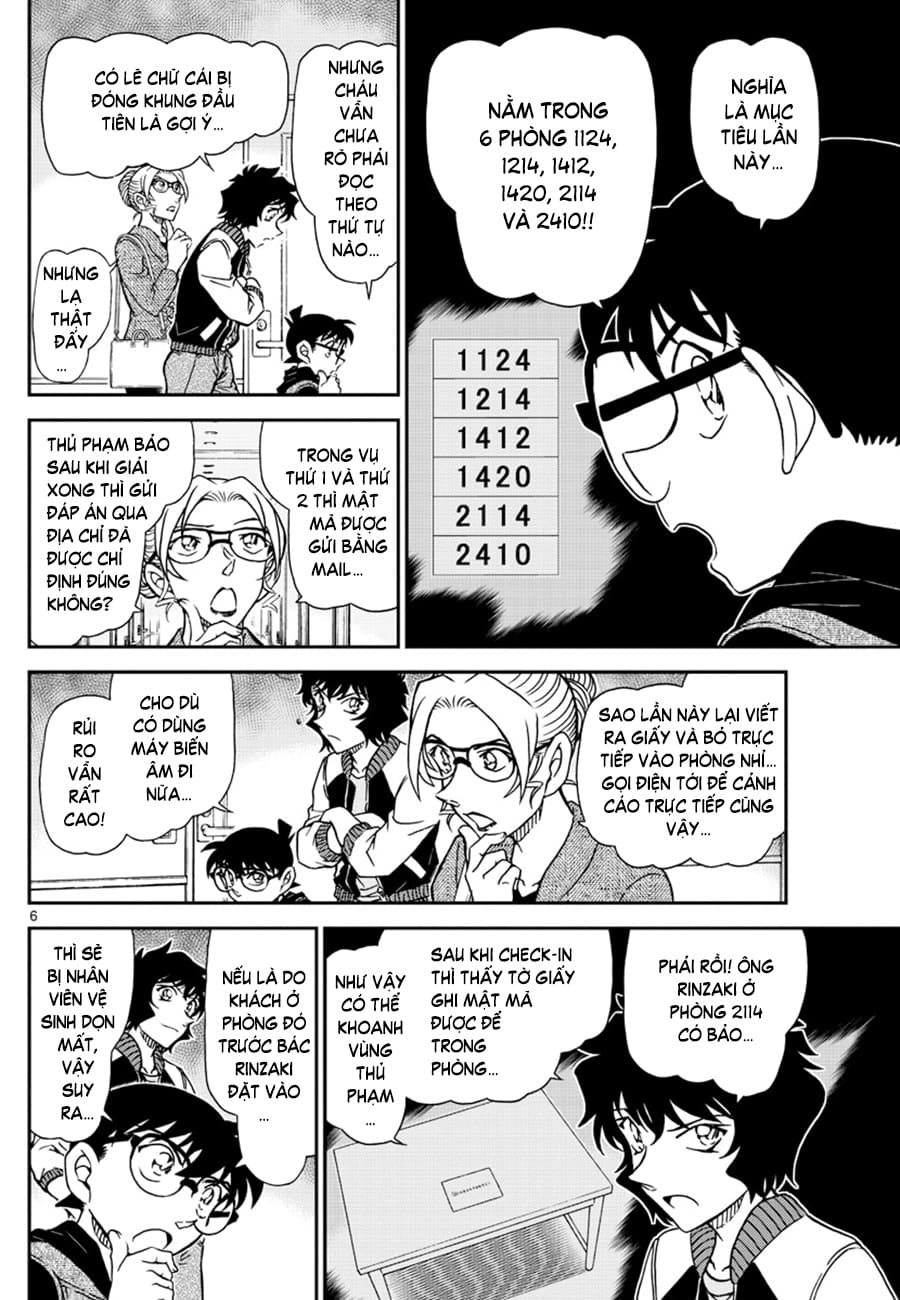 NGHĨA
LÀ MỤC
TIÊU LẦN
NÀY...
NẰM TRONG
6 PHÒNG 1124,
1214, 1412,
1420, 2114
VÀ 2410!!
1124
1214
1412
1420
2114
2410
NHƯNG
CHÁU
VẪN
CHƯA
RÕ PHẢI
ĐỌC
THEO
THỨ TỰ
NÀO...
CÓ LẼ CHỮ CÁI BỊ
ĐÓNG KHUNG ĐẦU
TIÊN LÀ GỢI Ý...
NHƯNG
LẠ
THẬT
ĐẤY
...
TRONG VỤ
THỨ 1 VÀ THỨ
2 THÌ MẬT
MÃ ĐƯỢC
GỬI BẰNG
MAIL...
THỦ PHẠM BẢO
SAU KHI GIẢI
XONG THÌ GỬI
ĐÁP ÁN QUA
ĐỊA CHỈ ĐÃ
ĐƯỢC CHỈ
ĐỊNH ĐÚNG
KHÔNG?
SAO LẦN NÀY LẠI VIẾT
RA GIẤY VÀ BỎ TRỰC
TIẾP VÀO PHÒNG NHỈ...
GỌI ĐIỆN TỚI ĐỂ CẢNH
CÁO TRỰC TIẾP CŨNG
VẬY...
CHO DÙ
CÓ DÙNG
MÁY BIẾN
ÂM ĐI
NỮA...
RỦI
RO
VẪN
RẤT
CAO!
6
PHẢI RỒI! ÔNG
RINZAKI Ở
PHÒNG 2114
CÓ BẢO...
SAU KHI CHECK-IN
THÌ THẤY TỜ GIẤY
GHI MẬT MÃ
ĐƯỢC ĐỂ
TRONG
PHÒNG...
NHƯ VẬY
CÓ THỂ
KHOANH
VÙNG
THỦ
PHẠM
...
NẾU LÀ DO
KHÁCH Ở
PHÒNG ĐÓ
TRƯỚC BÁC
RINZAKI
ĐẶT VÀO
...
THÌ SẼ
BỊ NHÂN
VIÊN VỆ
SINH DỌN
MẤT,
VẬY
SUY
RA...